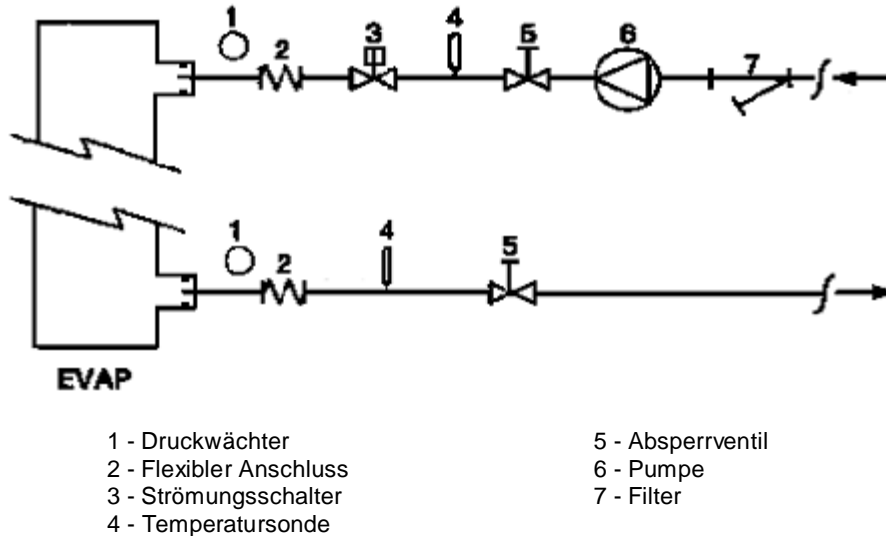 4
1 3 5 6
2 7
1 4 5
2
EVAP
1 - Druckwächter
2 - Flexibler Anschluss
3 - Strömungsschalter
4 - Temperatursonde
5 - Absperrventil
6 - Pumpe
7 - Filter